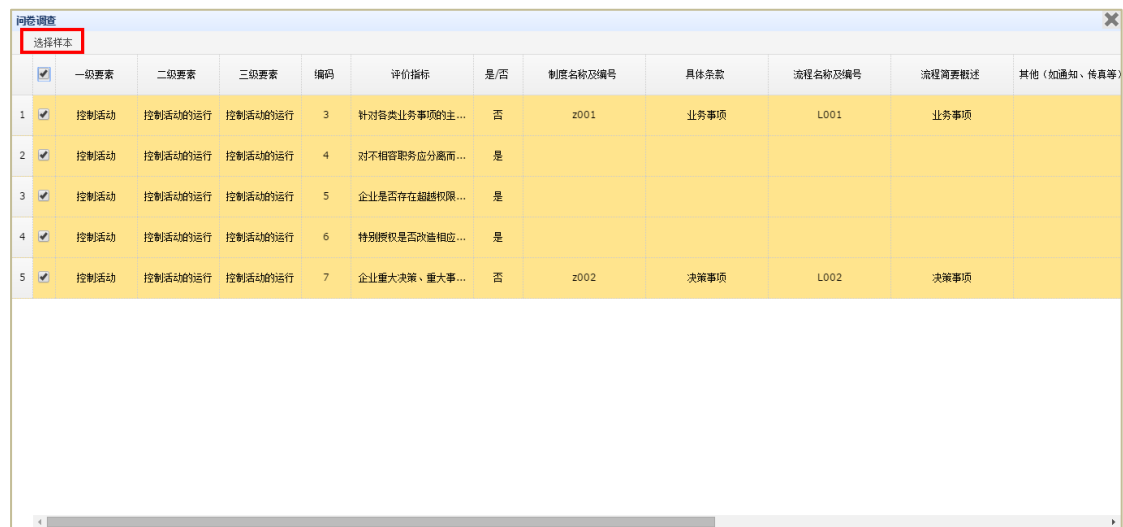 问卷调查
选择样本
一级要素 二级要素 三级要素 编码 评价指标 是/否 制度名称及编号 具体条款 流程名称及编号 流程简要概述 其他（如通知、传真等）
1 控制活动 控制活动的运行 控制活动的运行 3 针对各类业务事项的主... 否 z001 业务事项 L001 业务事项
2 控制活动 控制活动的运行 控制活动的运行 4 对不相容职务应分离而... 是
3 控制活动 控制活动的运行 控制活动的运行 5 企业是否存在超越权限... 是
4 控制活动 控制活动的运行 控制活动的运行 6 特别授权是否改造相应... 是
5 控制活动 控制活动的运行 控制活动的运行 7 企业重大决策、重大事... 否 z002 决策事项 L002 决策事项